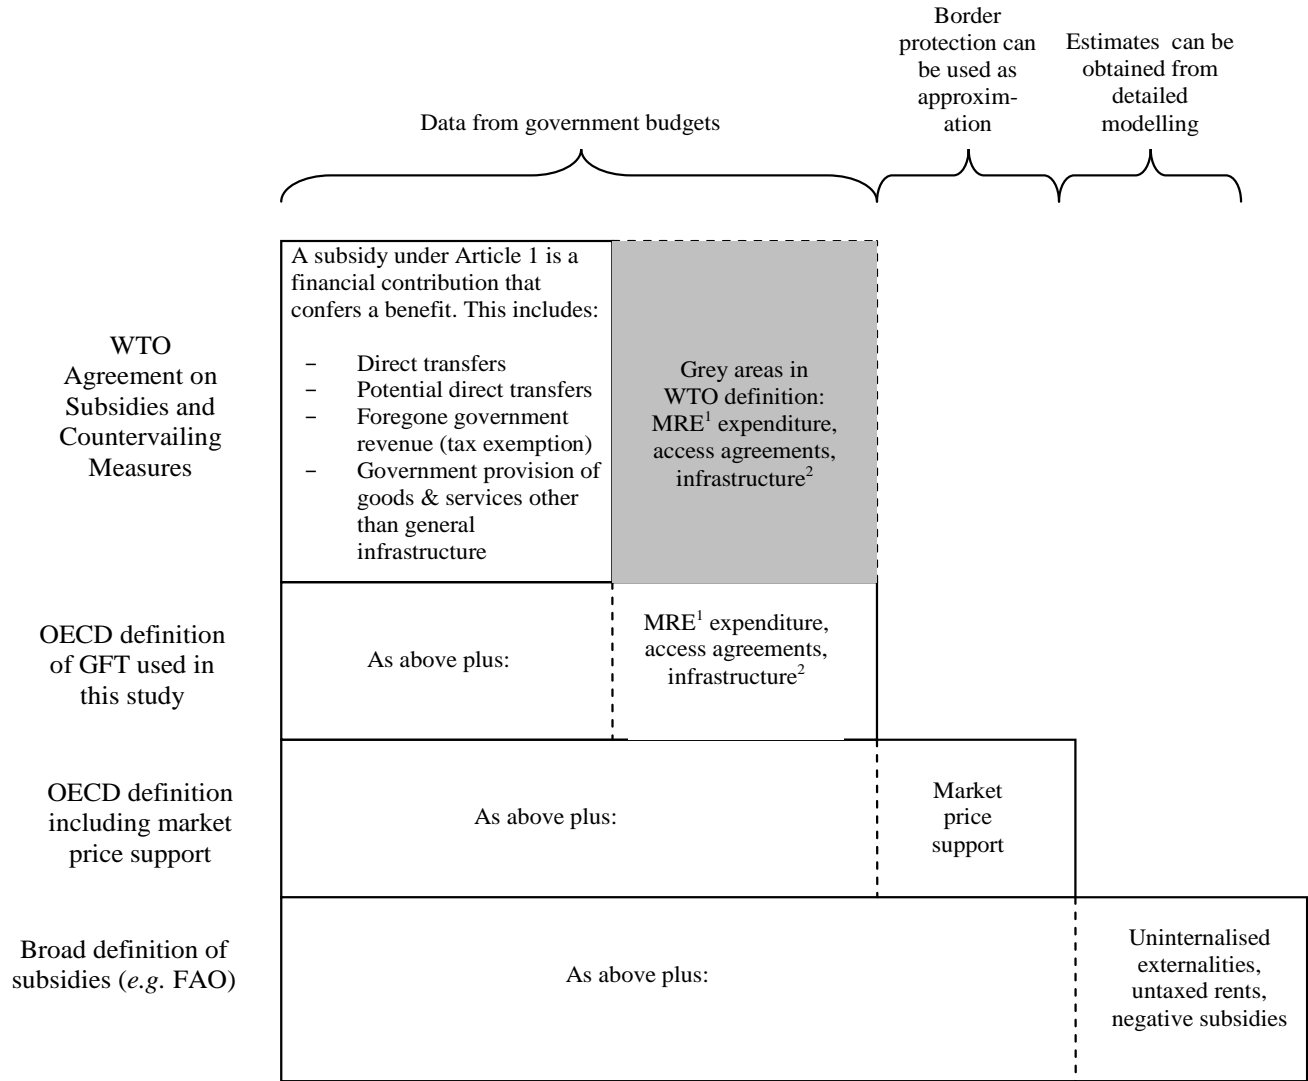 Border
protection can
be used as
approxim-
ation
Estimates can be
obtained from
detailed
modelling
Data from government budgets
WTO
Agreement on
Subsidies and
Countervailing
Measures
A subsidy under Article 1 is a
financial contribution that
confers a benefit. This includes:
– Direct transfers
– Potential direct transfers
– Foregone government
revenue (tax exemption)
– Government provision of
goods & services other
than general
infrastructure
Grey areas in
WTO definition:
MRE¹ expenditure,
access agreements,
infrastructure²
OECD definition
of GFT used in
this study
As above plus:
MRE¹ expenditure,
access agreements,
infrastructure²
OECD definition
including market
price support
As above plus:
Market
price
support
Broad definition of
subsidies (e.g. FAO)
As above plus:
Uninternalised
externalities,
untaxed rents,
negative subsidies